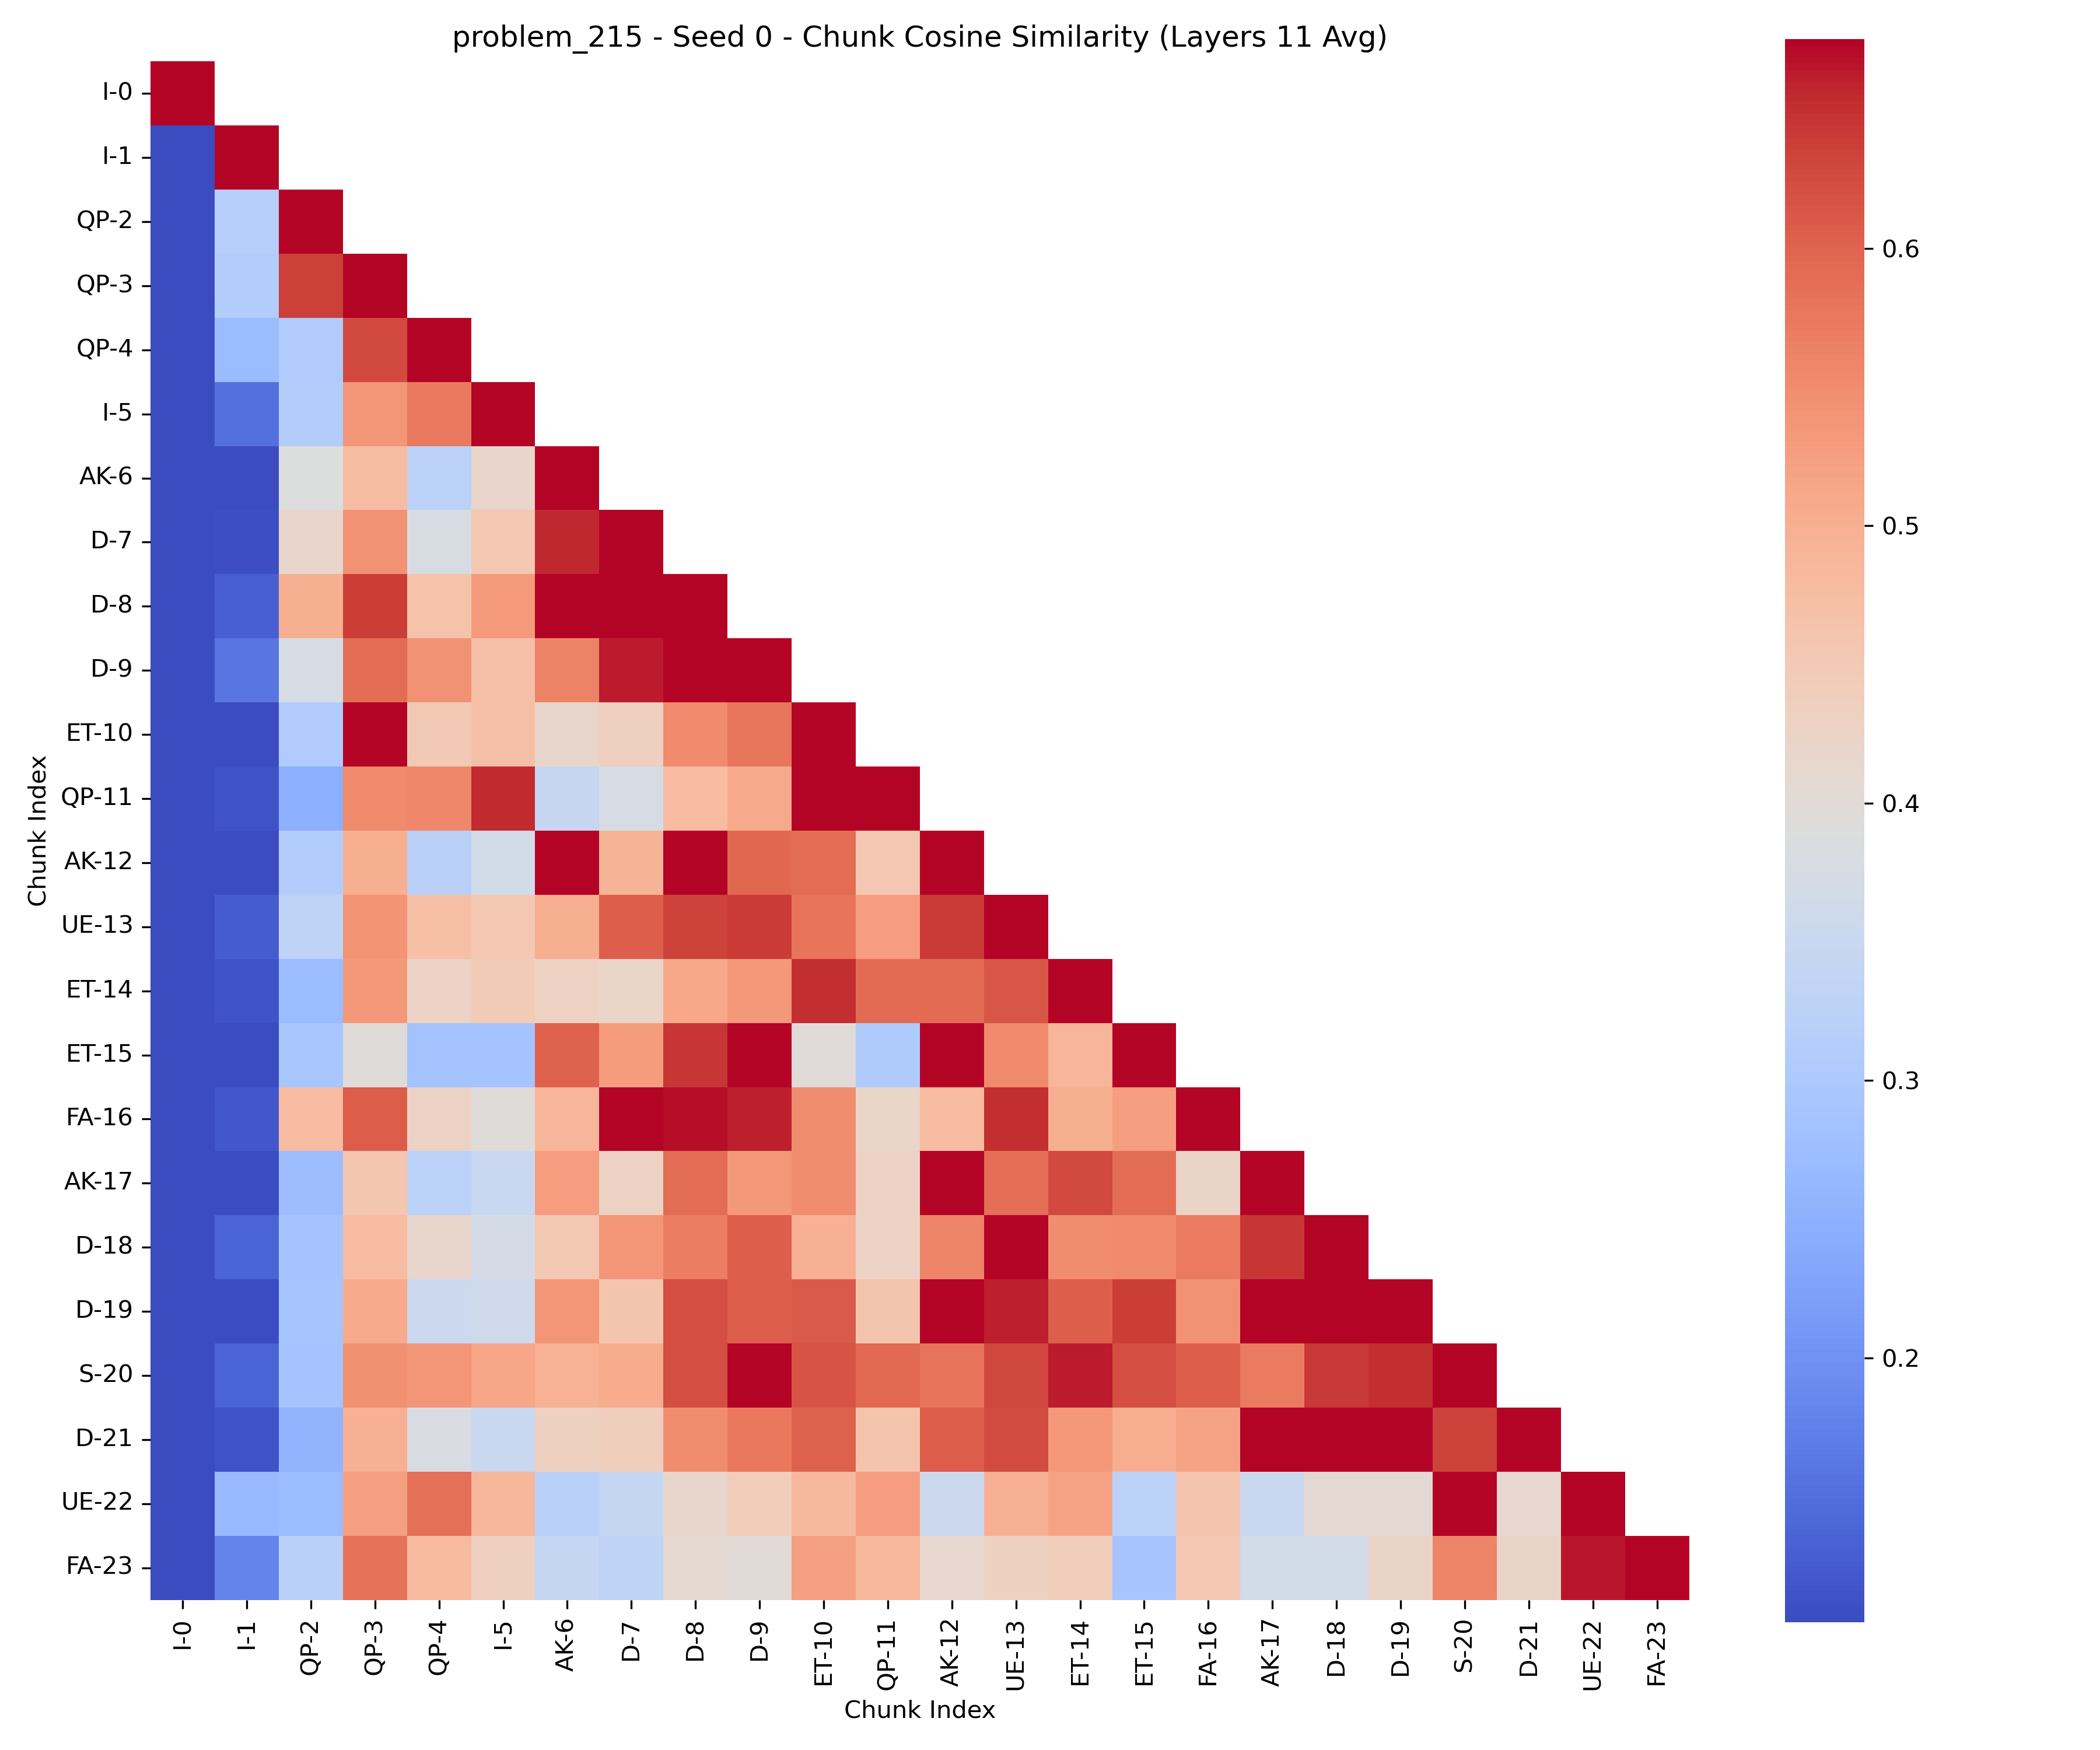 problem_215 - Seed 0 - Chunk Cosine Similarity (Layers 11 Avg)
Chunk Index
I-0
I-1
QP-2
QP-3
QP-4
I-5
AK-6
D-7
D-8
D-9
ET-10
QP-11
AK-12
UE-13
ET-14
ET-15
FA-16
AK-17
D-18
D-19
S-20
D-21
UE-22
FA-23
I-0 I-1 QP-2 QP-3 QP-4 I-5 AK-6 D-7 D-8 D-9 ET-10 QP-11 AK-12 UE-13 ET-14 ET-15 FA-16 AK-17 D-18 D-19 S-20 D-21 UE-22 FA-23
Chunk Index
0.6
0.5
0.4
0.3
0.2